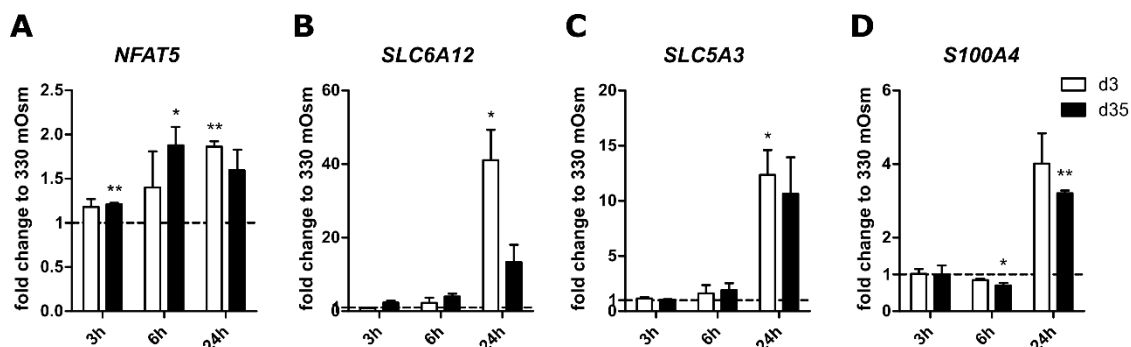 A
NFAT5
fold change to 330 mOsm
2.5
2.0
1.5
1
0.5
0.0
**
*
**
3h
6h
24h
B
SLC6A12
fold change to 330 mOsm
60
40
20
1
*
3h
6h
24h
C
SLC5A3
fold change to 330 mOsm
20
15
10
5
1
*
3h
6h
24h
D
S100A4
fold change to 330 mOsm
6
4
2
1
0
*
**
3h
6h
24h
d3
d35